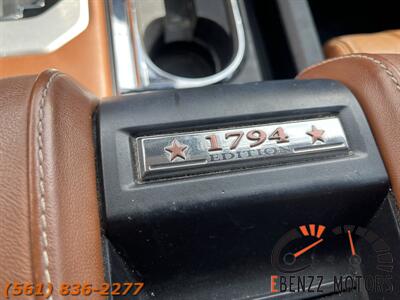 1794
EDITION
(561) 836-2277
EBENZZ MOTORS